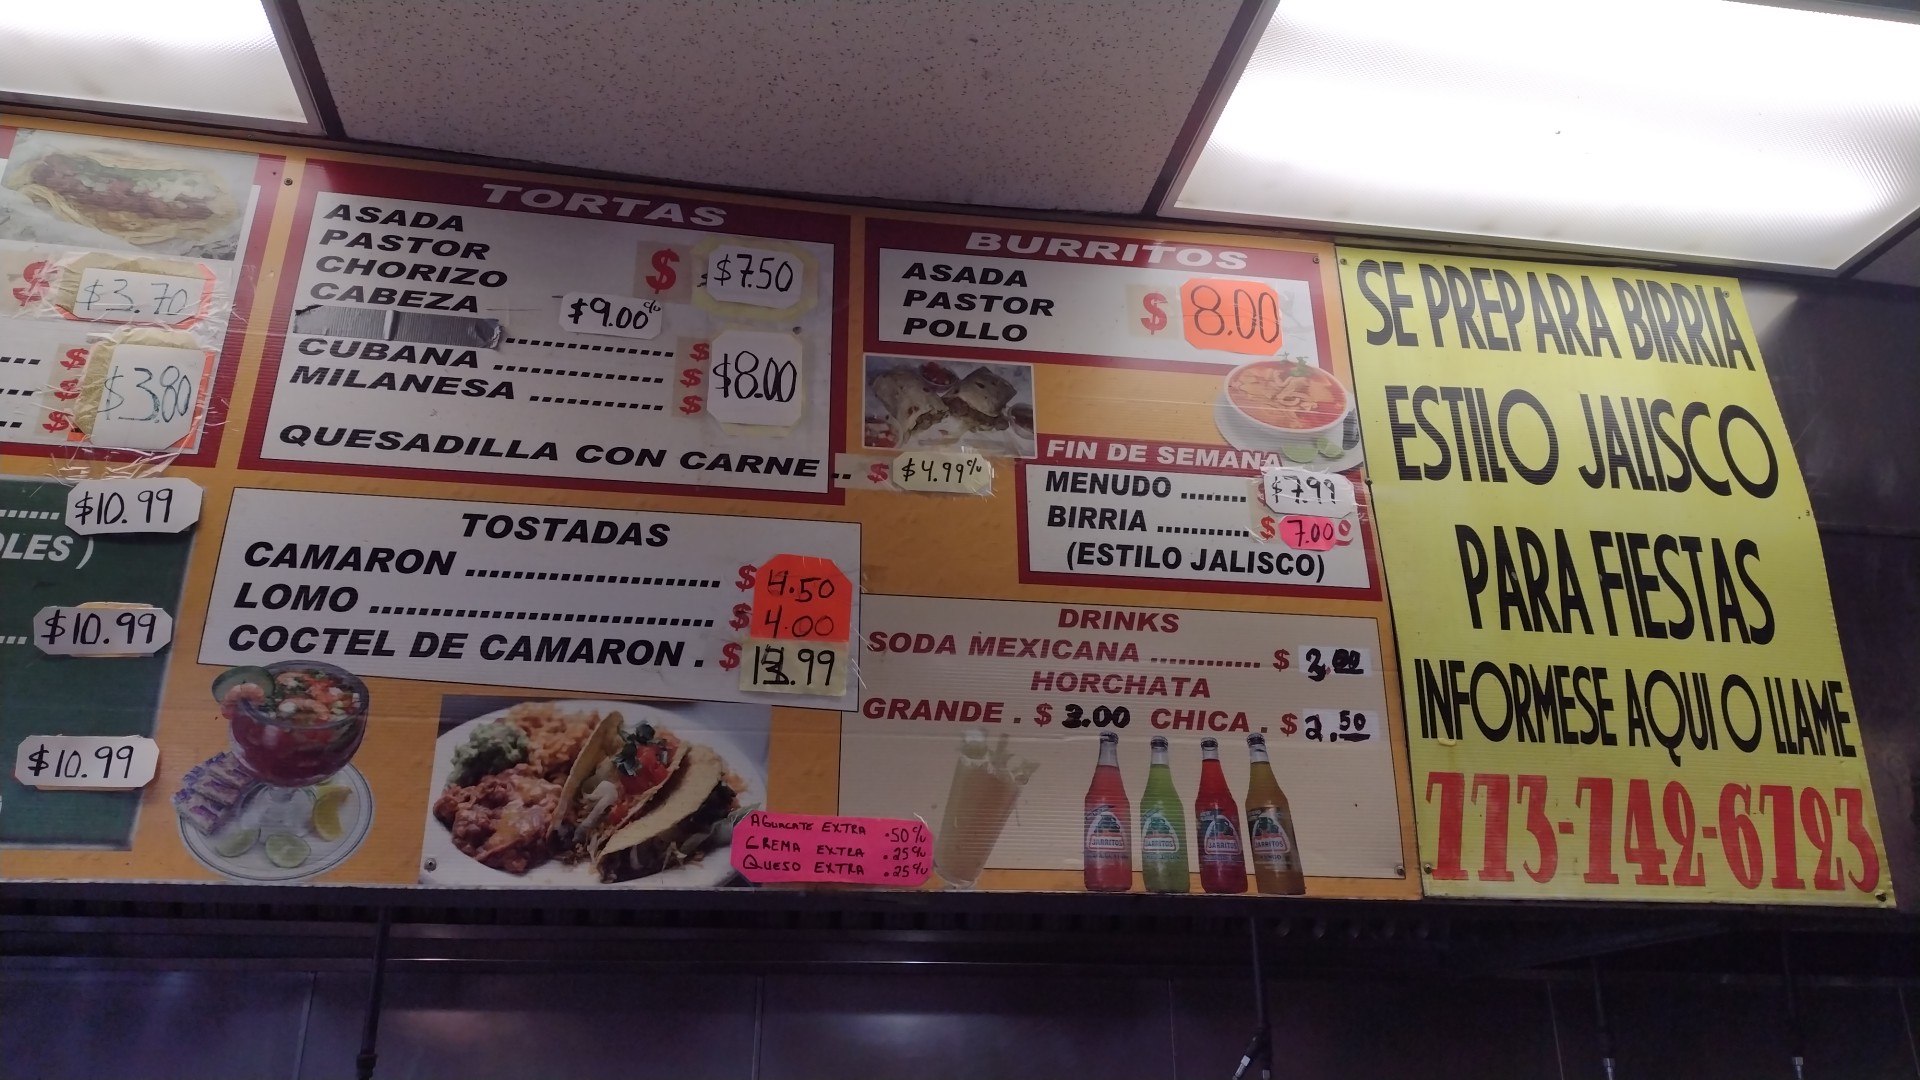 $3.70
$3.80
$10.99
OLES)
$10.99
$10.99
TORTAS
ASADA
PASTOR
CHORIZO
CABEZA
$ $7.50
$9.00 c/u
CUBANA ............ $
MILANESA ........... $
$8.00
QUESADILLA CON CARNE .. $ $4.99 c/u
TOSTADAS
CAMARON ...................... $ 4.50
LOMO .............................. $ 4.00
COCTEL DE CAMARON . $ 13.99
AGUACATE EXTRA .50 c/u
CREMA EXTRA .25 c/u
QUESO EXTRA .25 c/u
BURRITOS
ASADA
PASTOR
POLLO
$ 8.00
FIN DE SEMANA
MENUDO ........ $7.99
BIRRIA ........... $ 7.00
(ESTILO JALISCO)
DRINKS
SODA MEXICANA ............ $
HORCHATA
GRANDE . $ 3.00 CHICA . $ 2.50
JARRITOS
JARRITOS
JARRITOS
JARRITOS
SE PREPARA BIRRIA
ESTILO JALISCO
PARA FIESTAS
INFORMESE AQUI O LLAME
773-742-6723